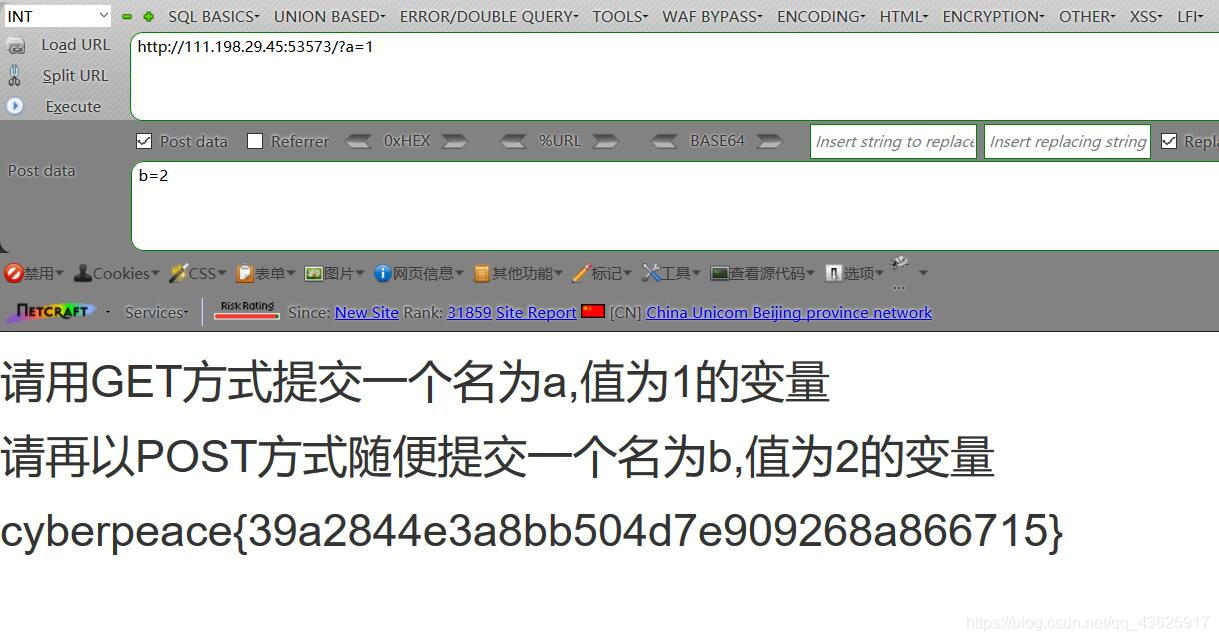 INT SQL BASICS UNION BASED ERROR/DOUBLE QUERY TOOLS WAF BYPASS ENCODING HTML ENCRYPTION OTHER XSS LFI
Load URL http://111.198.29.45:53573/?a=1
Split URL
Execute
Post data Referrer 0xHEX %URL BASE64 Insert string to replace Insert replacing string Repla
Post data b=2
禁用 Cookies CSS 表单 图片 网页信息 其他功能 标记 工具 查看源代码 选项 ...
NETCRAFT Services Risk Rating Since: New Site Rank: 31859 Site Report [CN] China Unicom Beijing province network
请用GET方式提交一个名为a,值为1的变量
请再以POST方式随便提交一个名为b,值为2的变量
cyberpeace{39a2844e3a8bb504d7e909268a866715}
https://blog.csdn.net/qq_43625917